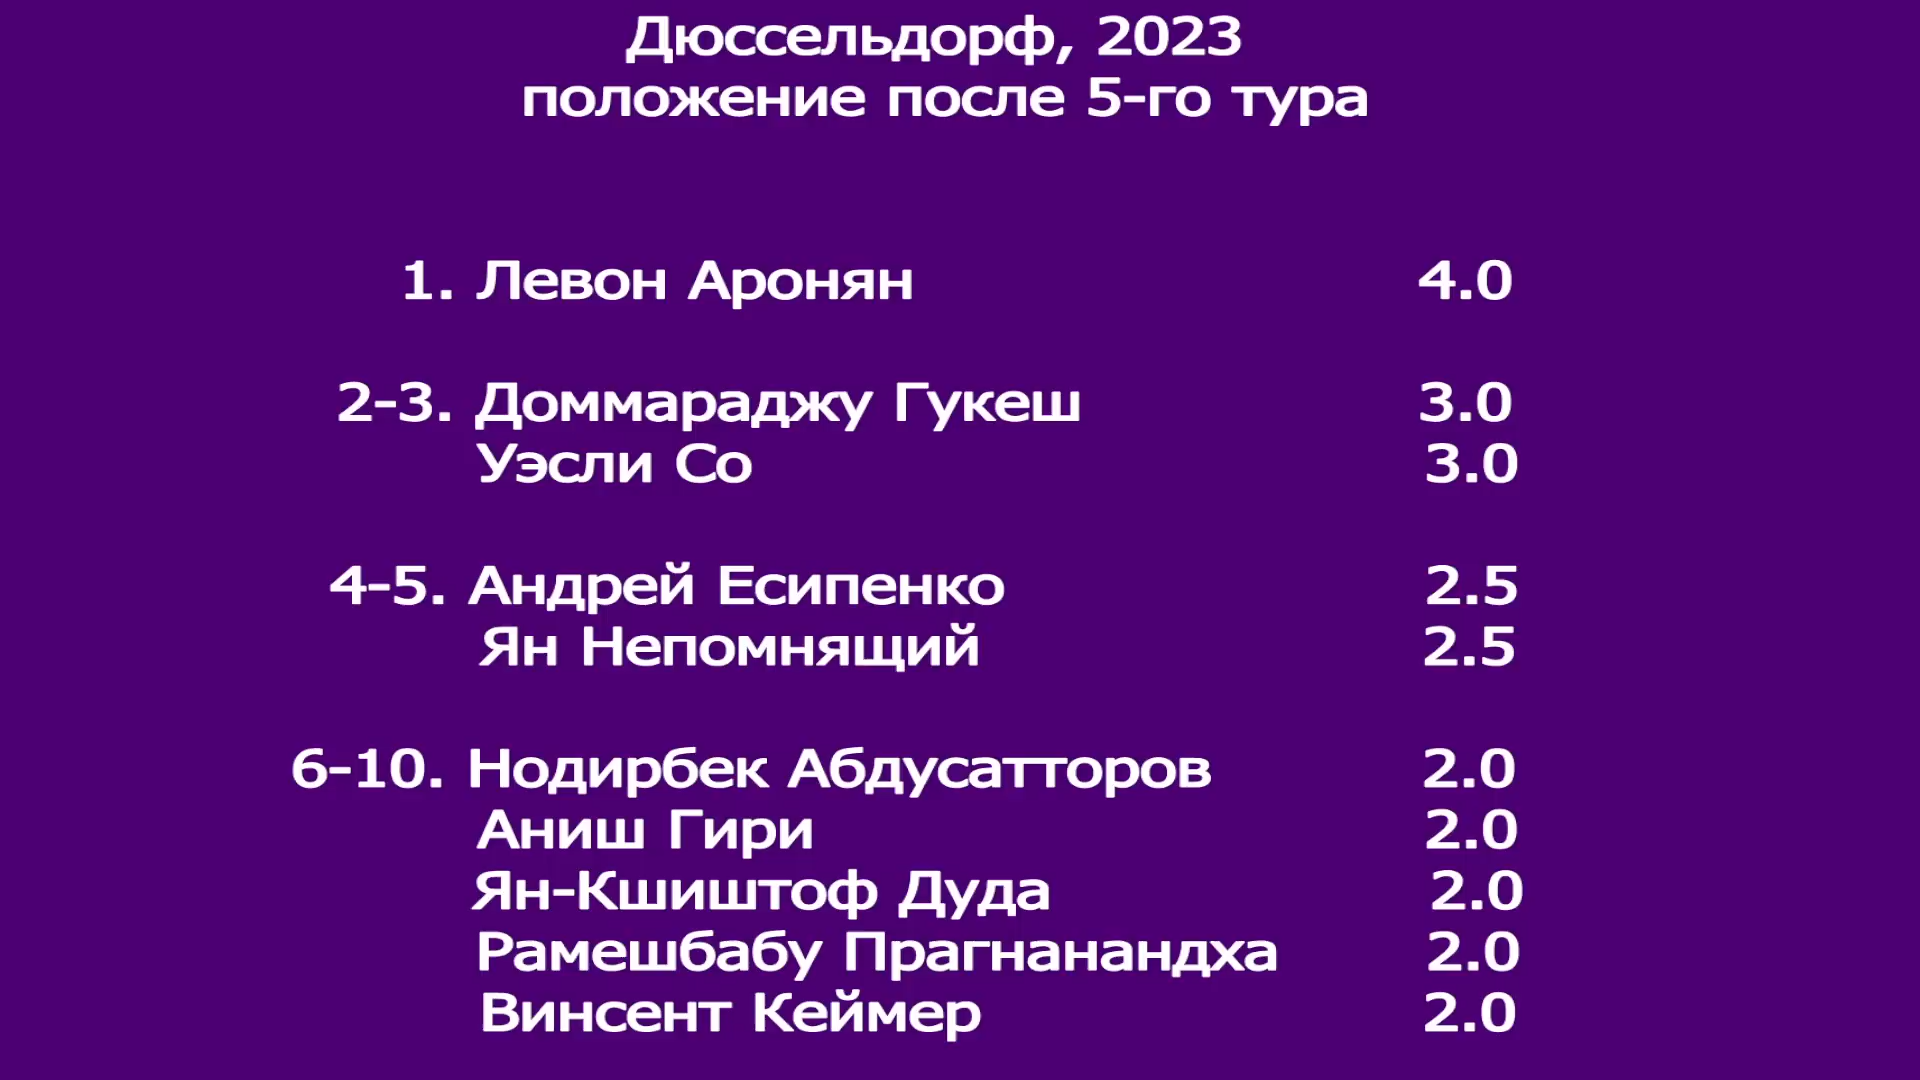 Дюссельдорф, 2023
положение после 5-го тура
1. Левон Аронян 4.0
2-3. Доммараджу Гукеш 3.0
Уэсли Со 3.0
4-5. Андрей Есипенко 2.5
Ян Непомнящий 2.5
6-10. Нодирбек Абдусатторов 2.0
Аниш Гири 2.0
Ян-Кшиштоф Дуда 2.0
Рамешбабу Прагнанандха 2.0
Винсент Кеймер 2.0